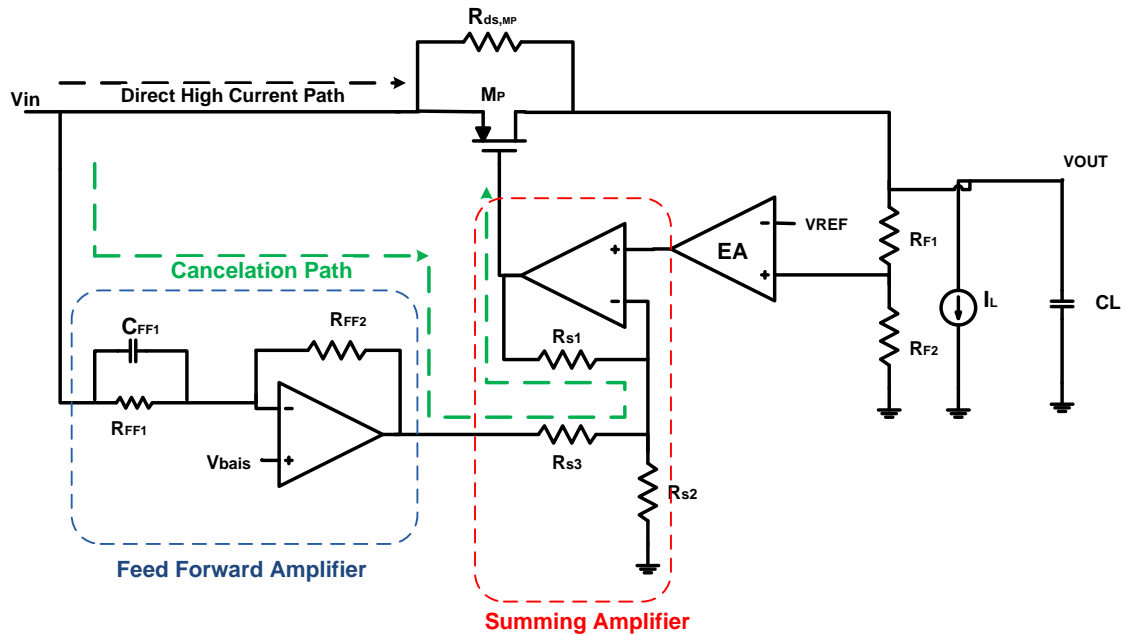 Rds,MP
Vin
Direct High Current Path
MP
VOUT
VREF
EA
RF1
Cancelation Path
IL
CL
CFF1
RFF2
RF2
Rs1
RFF1
Vbais
Rs3
Rs2
Feed Forward Amplifier
Summing Amplifier